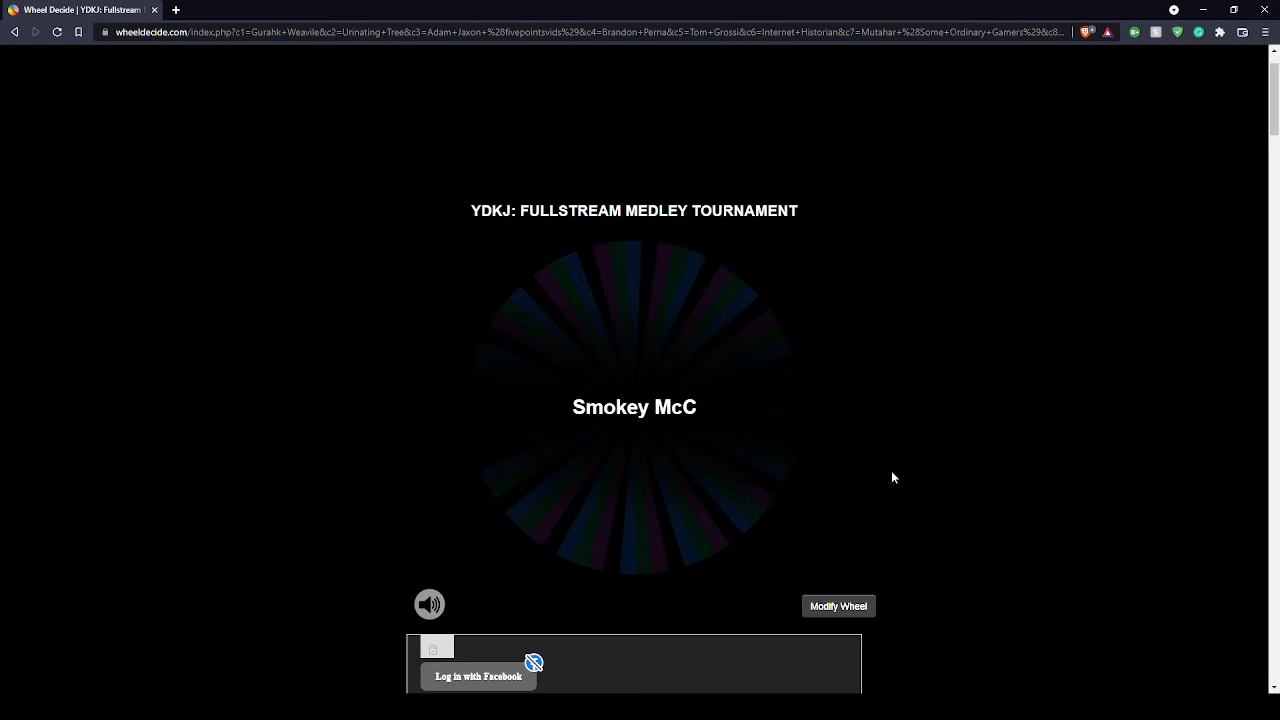 Wheel Decide | YDKJ: Fullstream
wheeldecide.com/index.php?c1=Gurahk+Weavile&c2=Urinating+Tree&c3=Adam+Jaxon+%28fivepointsvids%29&c4=Brandon+Perna&c5=Tom+Grossi&c6=Internet+Historian&c7=Mutahar+%28Some+Ordinary+Gamers%29&c8...
YDKJ: FULLSTREAM MEDLEY TOURNAMENT
Smokey McC
Modify Wheel
Log in with Facebook